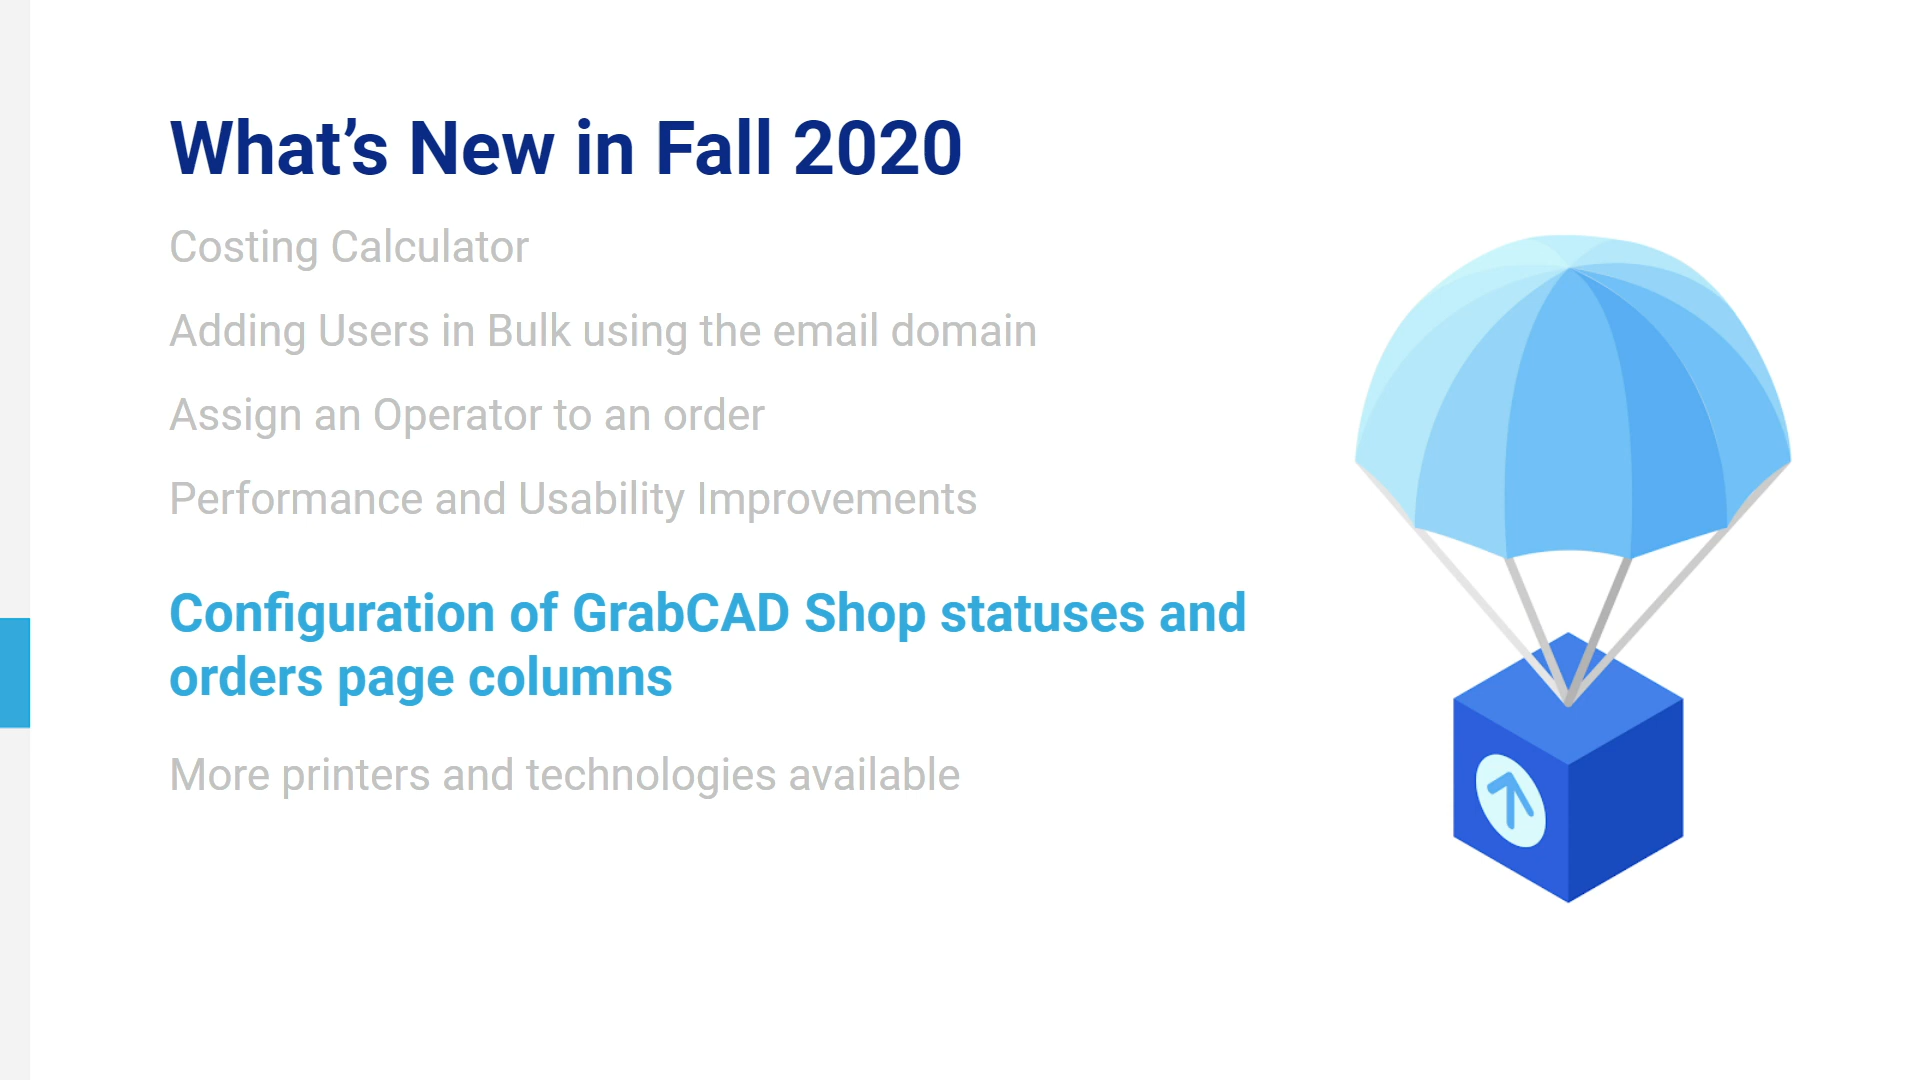 What’s New in Fall 2020
Costing Calculator
Adding Users in Bulk using the email domain
Assign an Operator to an order
Performance and Usability Improvements
Configuration of GrabCAD Shop statuses and
orders page columns
More printers and technologies available